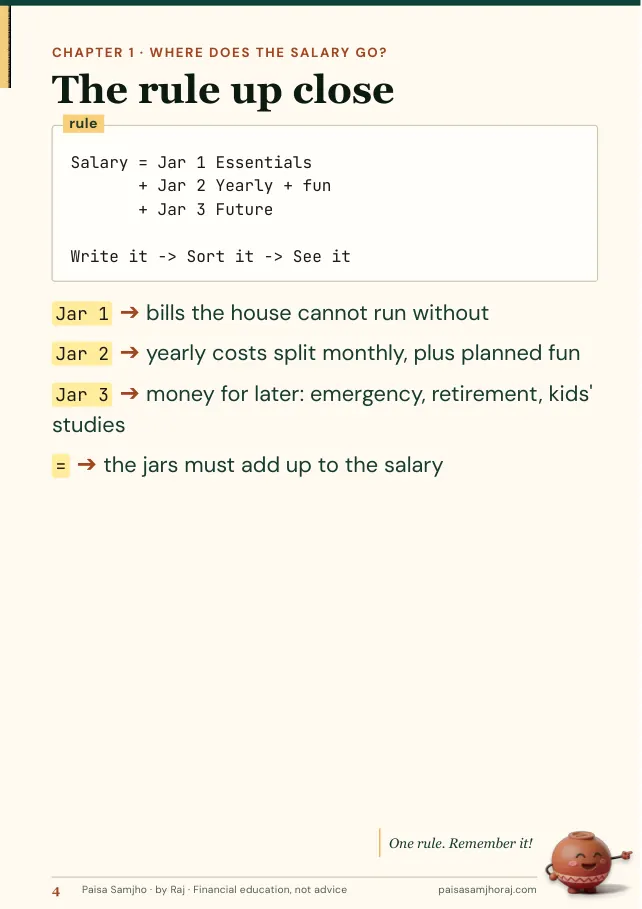 CHAPTER 1 · WHERE DOES THE SALARY GO?
The rule up close
rule
Salary = Jar 1 Essentials
+ Jar 2 Yearly + fun
+ Jar 3 Future
Write it -> Sort it -> See it
Jar 1 ➔ bills the house cannot run without
Jar 2 ➔ yearly costs split monthly, plus planned fun
Jar 3 ➔ money for later: emergency, retirement, kids'
studies
= ➔ the jars must add up to the salary
One rule. Remember it!
4 Paisa Samjho · by Raj · Financial education, not advice paisasamjhoraj.com